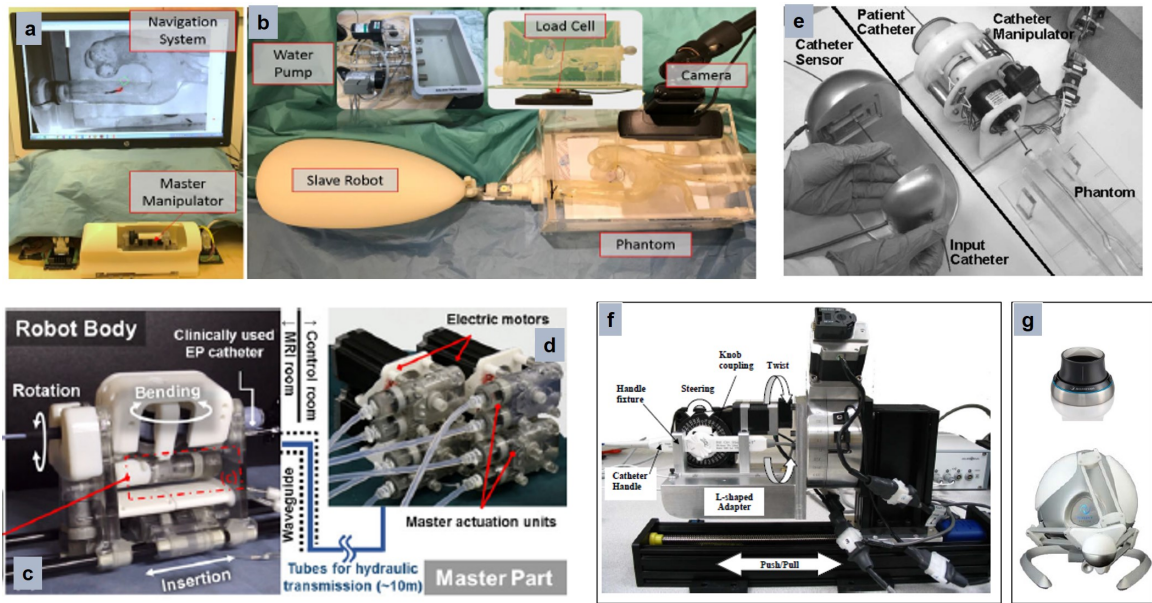 a
Navigation
System
Master
Manipulator
b
Water
Pump
Load Cell
Camera
Slave Robot
Phantom
e
Patient
Catheter
Catheter
Sensor
Catheter
Manipulator
Phantom
Input
Catheter
Robot Body
Clinically used
EP catheter
Rotation
Bending
Insertion
c
↓ MRI room
↑ Control room
Waveguide
Electric motors
d
Master actuation units
Tubes for hydraulic
transmission (~10m)
Master Part
f
Knob
coupling
Twist
Handle
fixture
Steering
Catheter
Handle
L-shaped
Adapter
Push/Pull
g